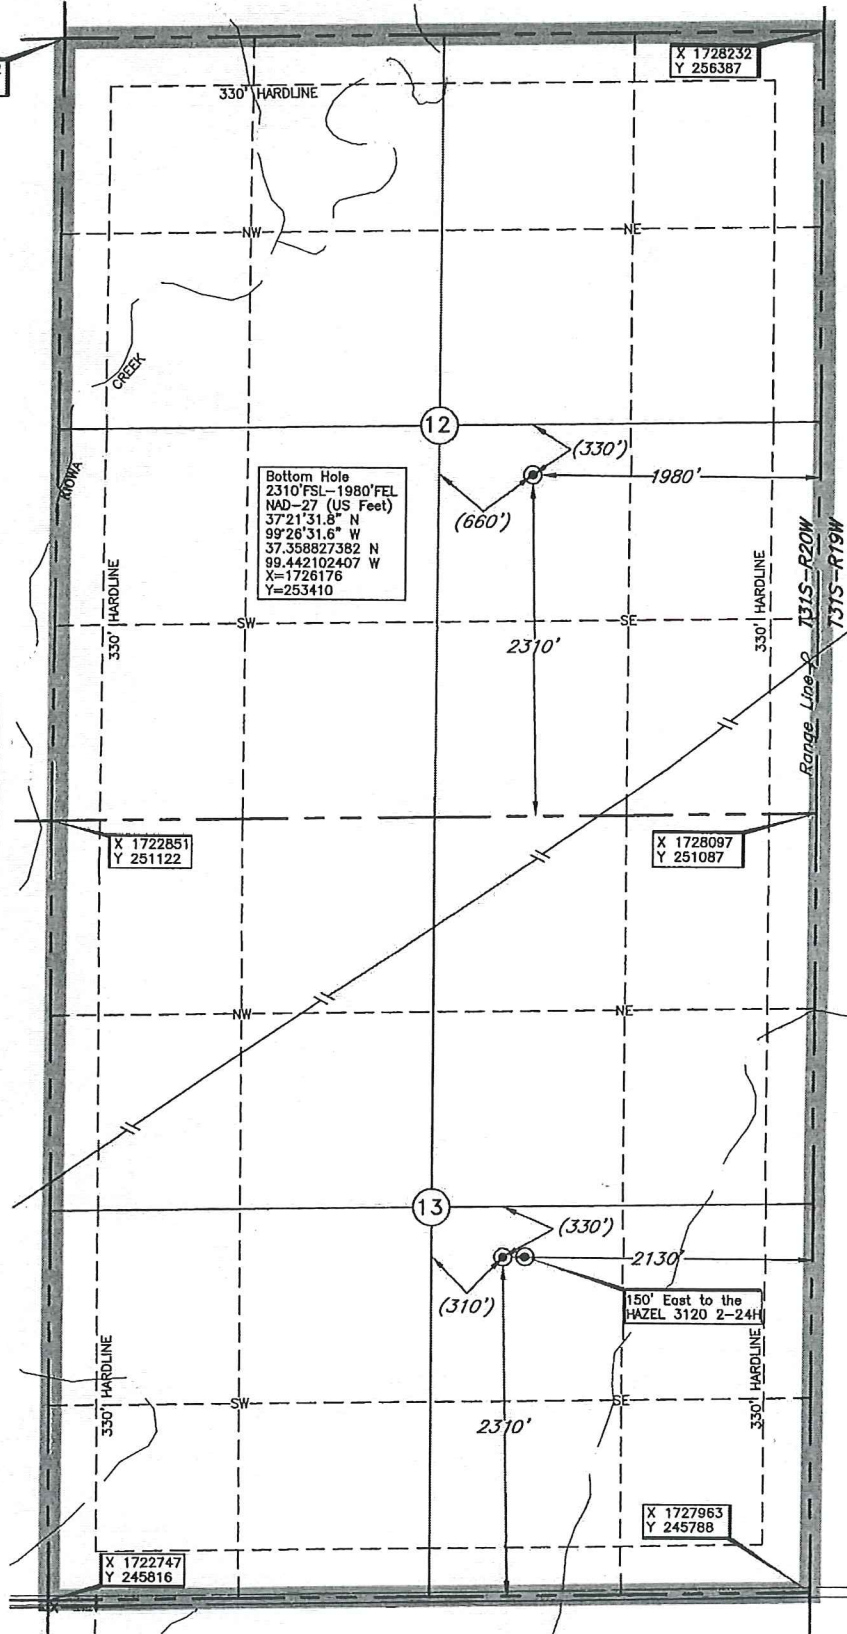 X 1728232
Y 256387
330' HARDLINE
NW
NE
CREEK
12
(330')
KIOWA
1980'
Bottom Hole
2310'FSL-1980'FEL
NAD-27 (US Feet)
37°21'31.8" N
99°26'31.6" W
37.358827382 N
99.442102407 W
X=1726176
Y=253410
(660')
T31S-R20W
T31S-R19W
330' HARDLINE
330' HARDLINE
SW
SE
2310'
Range Line
X 1722851
Y 251122
X 1728097
Y 251087
NW
NE
13
(330')
2130'
(310')
150' East to the
HAZEL 3120 2-24H
330' HARDLINE
330' HARDLINE
SW
SE
2310'
X 1727963
Y 245788
X 1722747
Y 245816